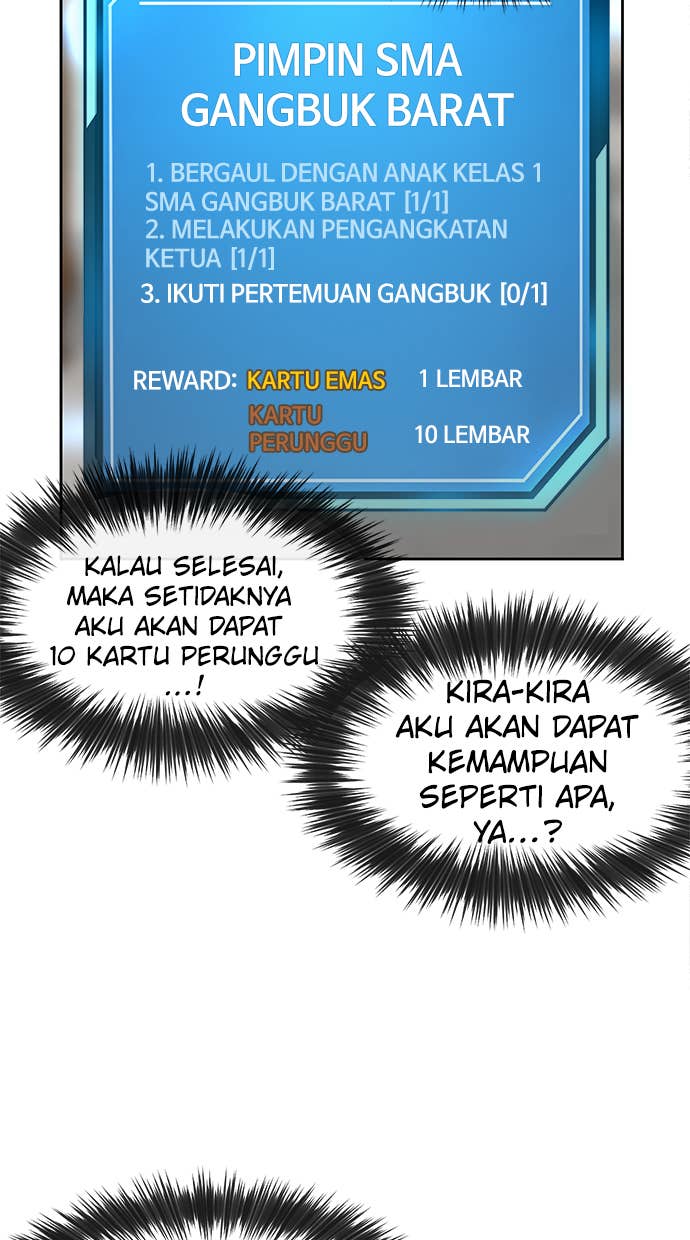 PIMPIN SMA
GANGBUK BARAT
1. BERGAUL DENGAN ANAK KELAS 1
SMA GANGBUK BARAT [1/1]
2. MELAKUKAN PENGANGKATAN
KETUA [1/1]
3. IKUTI PERTEMUAN GANGBUK [0/1]
REWARD: KARTU EMAS 1 LEMBAR
KARTU
PERUNGGU 10 LEMBAR
KALAU SELESAI,
MAKA SETIDAKNYA
AKU AKAN DAPAT
10 KARTU PERUNGGU
...!
KIRA-KIRA
AKU AKAN DAPAT
KEMAMPUAN
SEPERTI APA,
YA...?